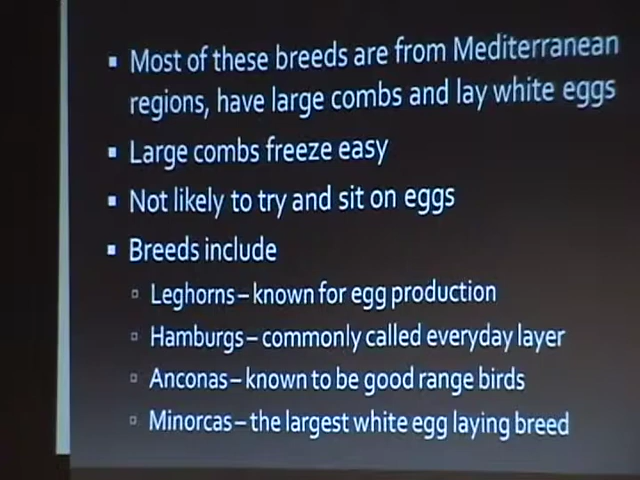 ▪ Most of these breeds are from Mediterranean
regions, have large combs and lay white eggs
▪ Large combs freeze easy
▪ Not likely to try and sit on eggs
▪ Breeds include
▫ Leghorns – known for egg production
▫ Hamburgs – commonly called everyday layer
▫ Anconas – known to be good range birds
▫ Minorcas – the largest white egg laying breed